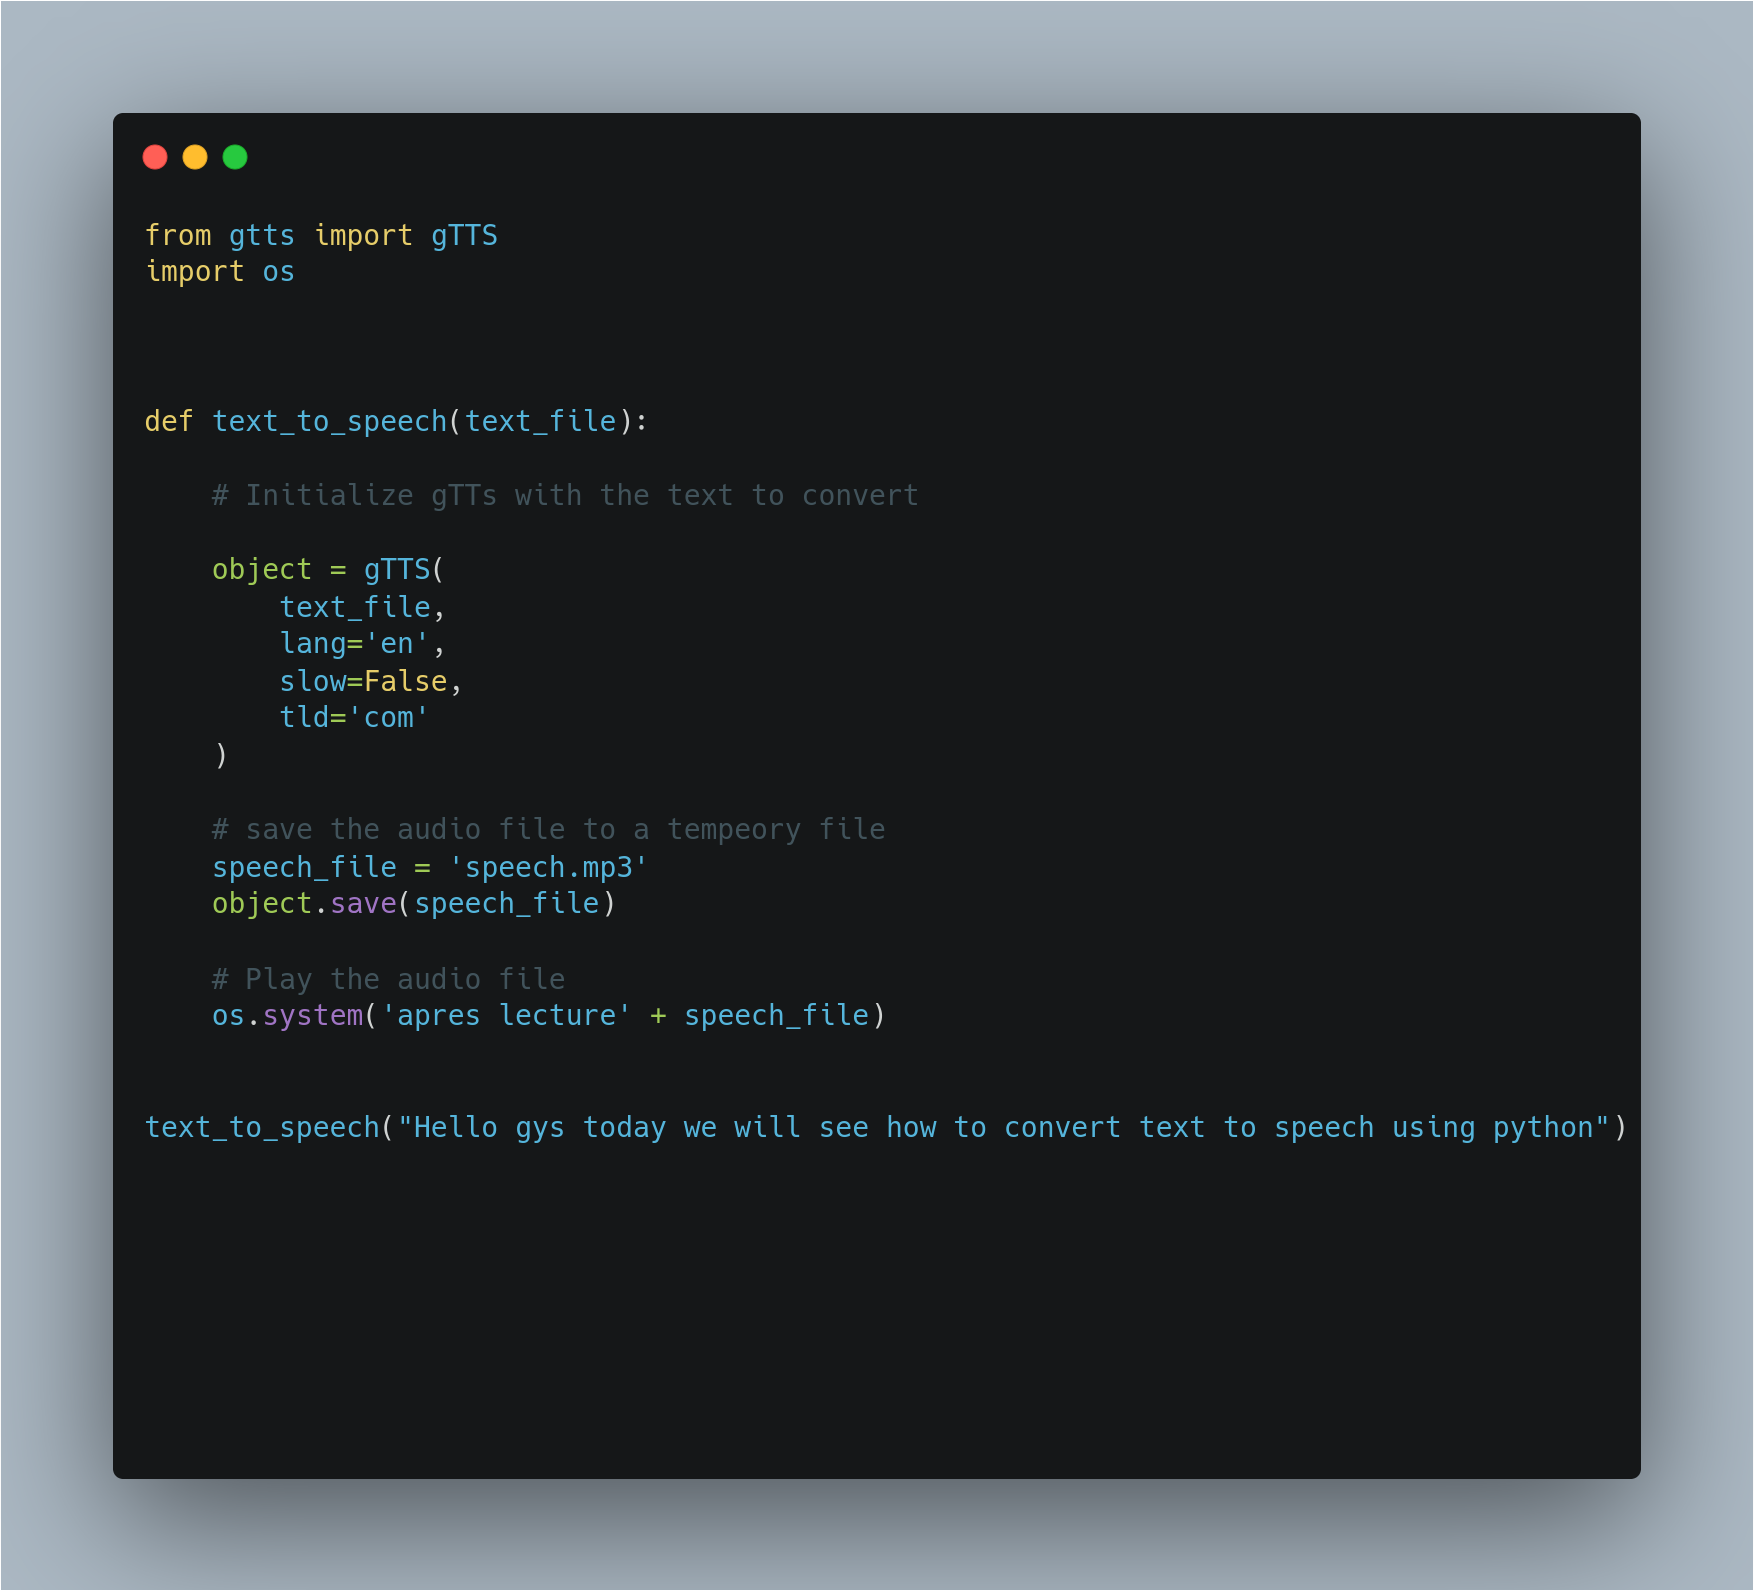 from gtts import gTTS
import os
def text_to_speech(text_file):
# Initialize gTTs with the text to convert
object = gTTS(
text_file,
lang='en',
slow=False,
tld='com'
)
# save the audio file to a tempeory file
speech_file = 'speech.mp3'
object.save(speech_file)
# Play the audio file
os.system('apres lecture' + speech_file)
text_to_speech("Hello gys today we will see how to convert text to speech using python")